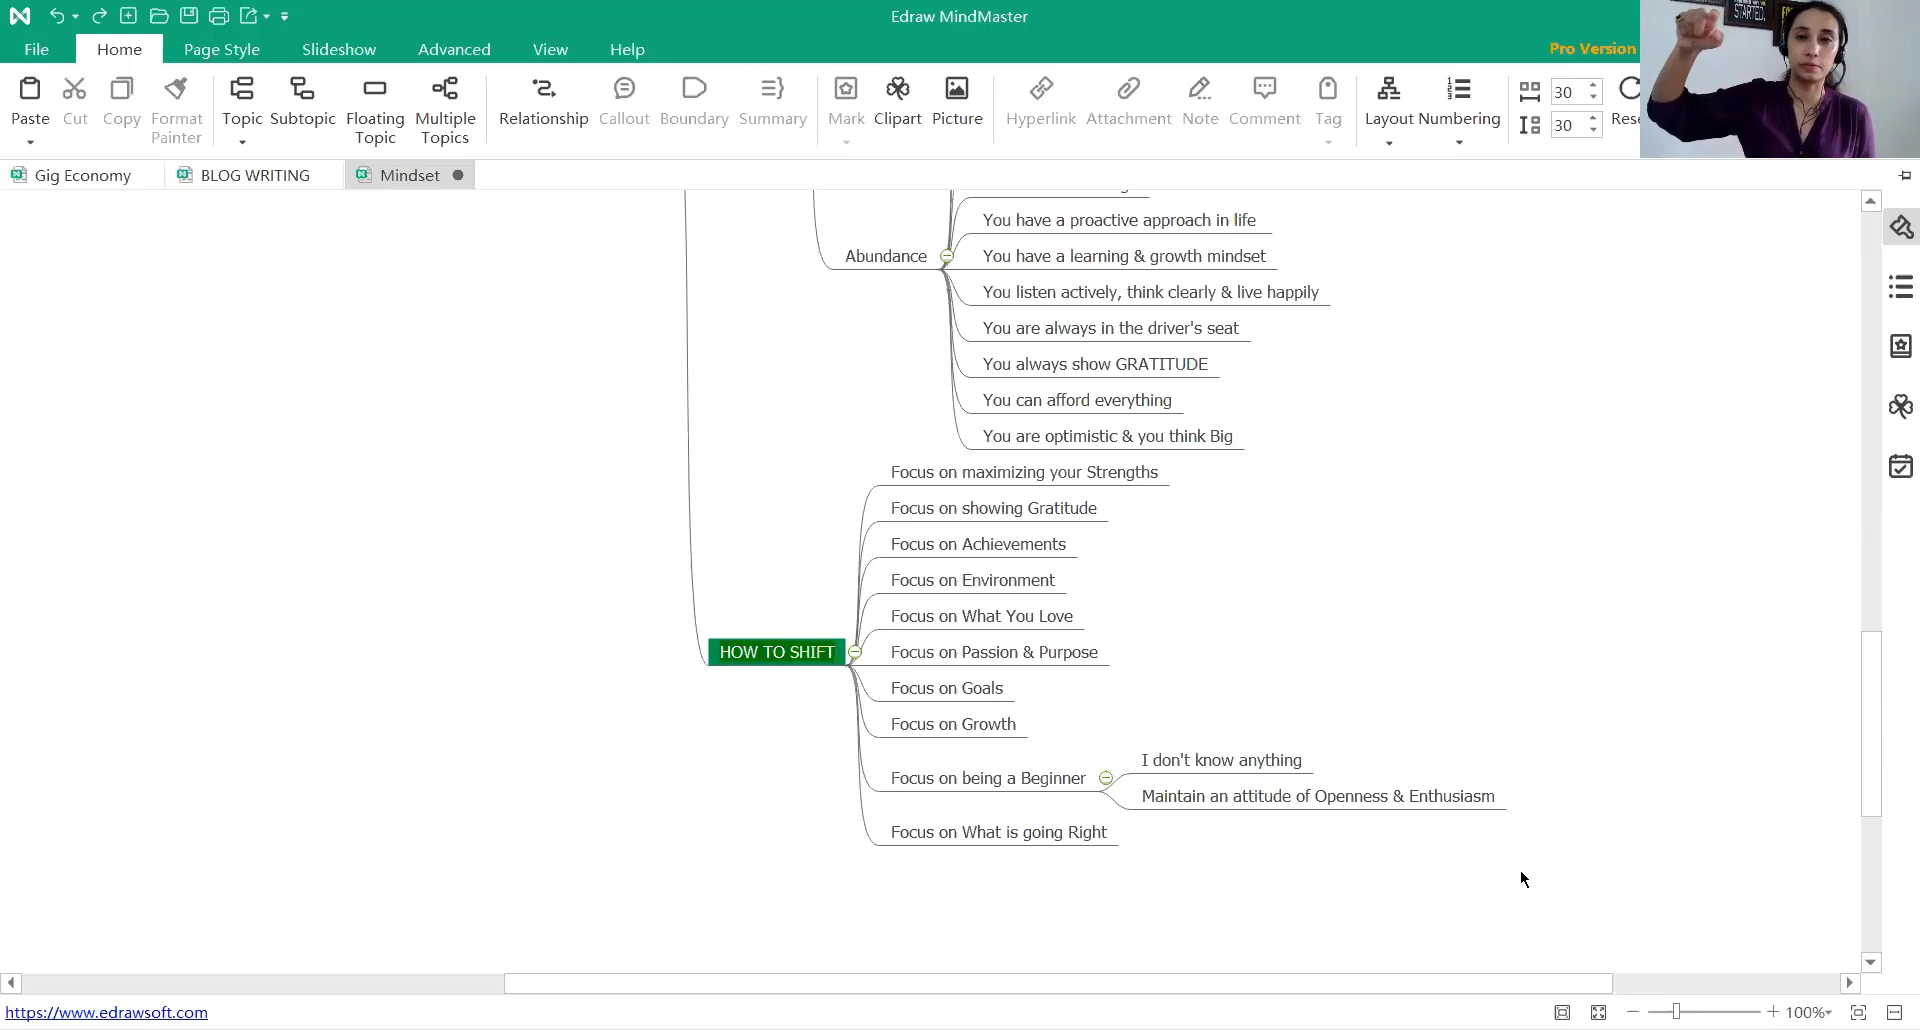 Edraw MindMaster
File Home Page Style Slideshow Advanced View Help
Pro Version
STARTED.
Paste Cut Copy Format Painter Topic Subtopic Floating Topic Multiple Topics Relationship Callout Boundary Summary Mark Clipart Picture Hyperlink Attachment Note Comment Tag Layout Numbering
30
30
Rese
Gig Economy BLOG WRITING Mindset
You have a proactive approach in life
Abundance
You have a learning & growth mindset
You listen actively, think clearly & live happily
You are always in the driver's seat
You always show GRATITUDE
You can afford everything
You are optimistic & you think Big
Focus on maximizing your Strengths
Focus on showing Gratitude
Focus on Achievements
Focus on Environment
Focus on What You Love
HOW TO SHIFT
Focus on Passion & Purpose
Focus on Goals
Focus on Growth
I don't know anything
Focus on being a Beginner
Maintain an attitude of Openness & Enthusiasm
Focus on What is going Right
https://www.edrawsoft.com
100%